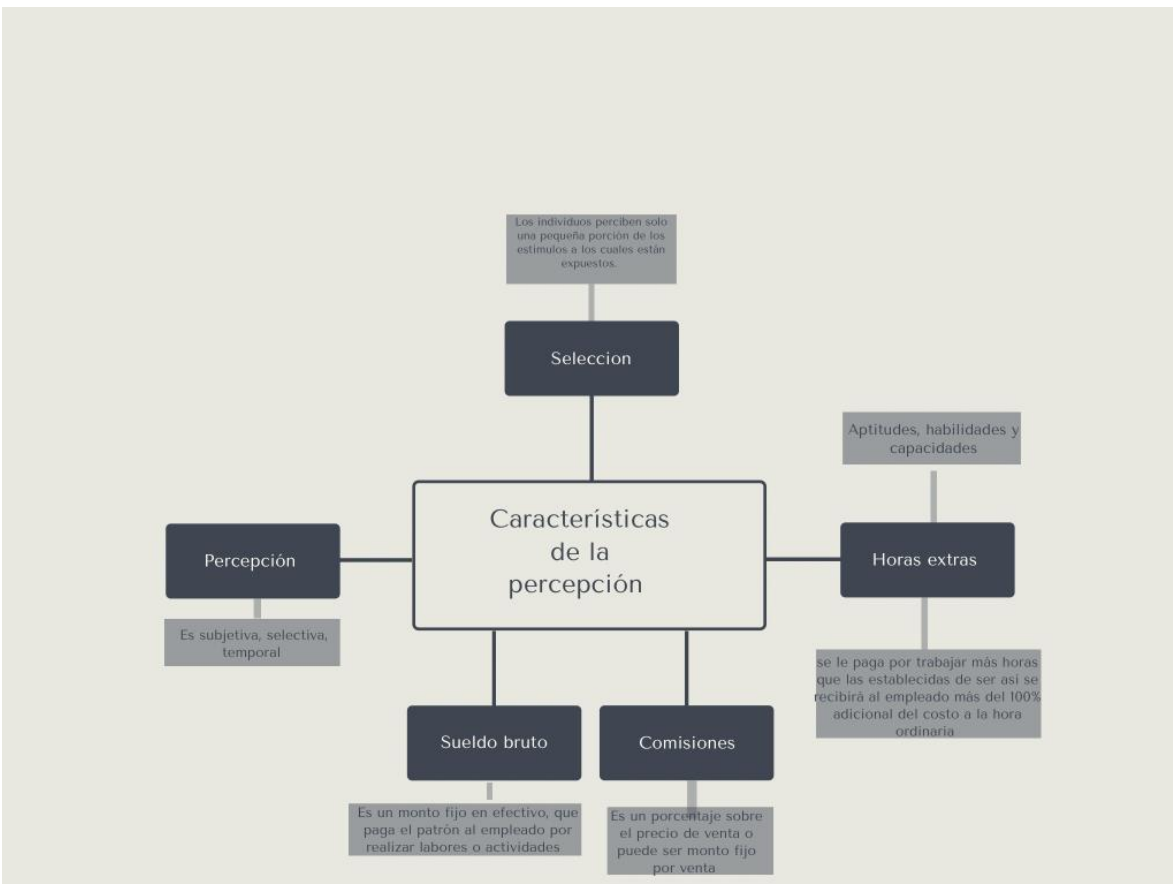 Los individuos perciben solo
una pequeña porción de los
estimulos a los cuales están
expuestos.
Seleccion
Aptitudes, habilidades y
capacidades
Características
de la
percepción
Percepción
Horas extras
Es subjetiva, selectiva,
temporal
se le paga por trabajar más horas
que las establecidas de ser asi se
recibirá al empleado más del 100%
adicional del costo a la hora
ordinaria
Sueldo bruto
Comisiones
Es un monto fijo en efectivo, que
paga el patrón al empleado por
realizar labores o actividades
Es un porcentaje sobre
el precio de venta o
puede ser monto fijo
por venta